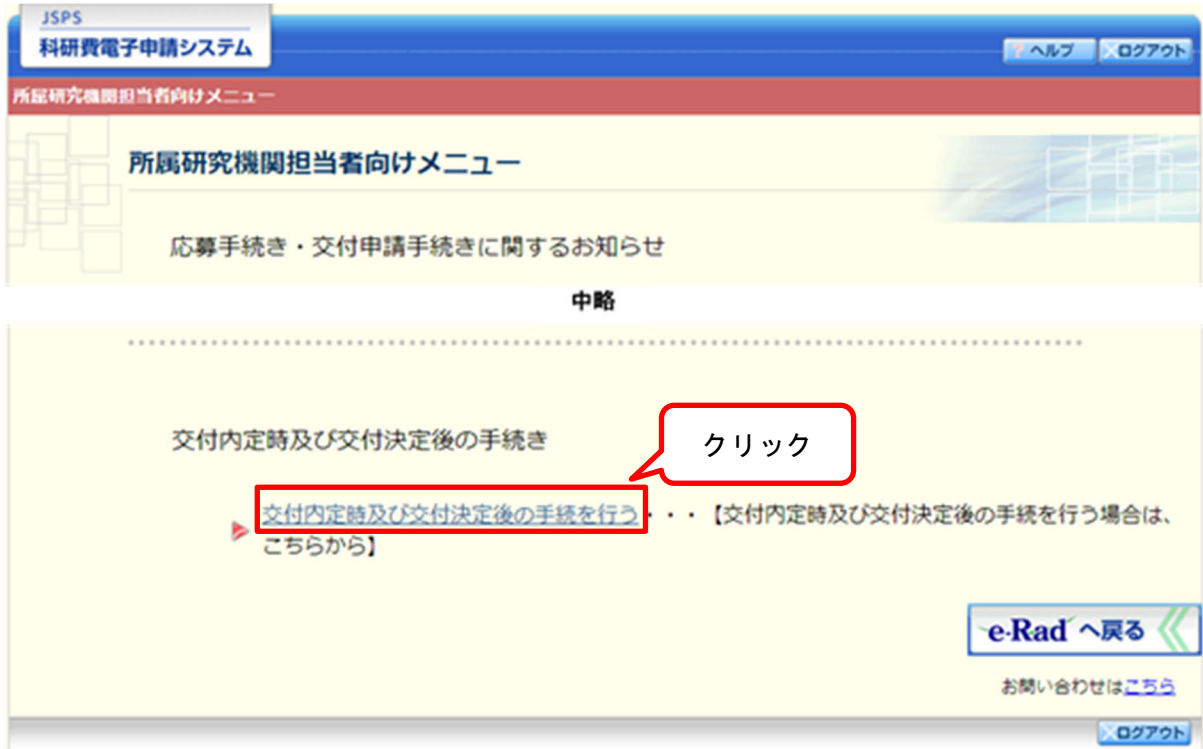 JSPS
科研費電子申請システム
? ヘルプ
ログアウト
所属研究機関担当者向けメニュー
所属研究機関担当者向けメニュー
応募手続き・交付申請手続きに関するお知らせ
中略
交付内定時及び交付決定後の手続き
クリック
交付内定時及び交付決定後の手続を行う・・・【交付内定時及び交付決定後の手続を行う場合は、
こちらから】
e-Rad へ戻る
お問い合わせはこちら
ログアウト